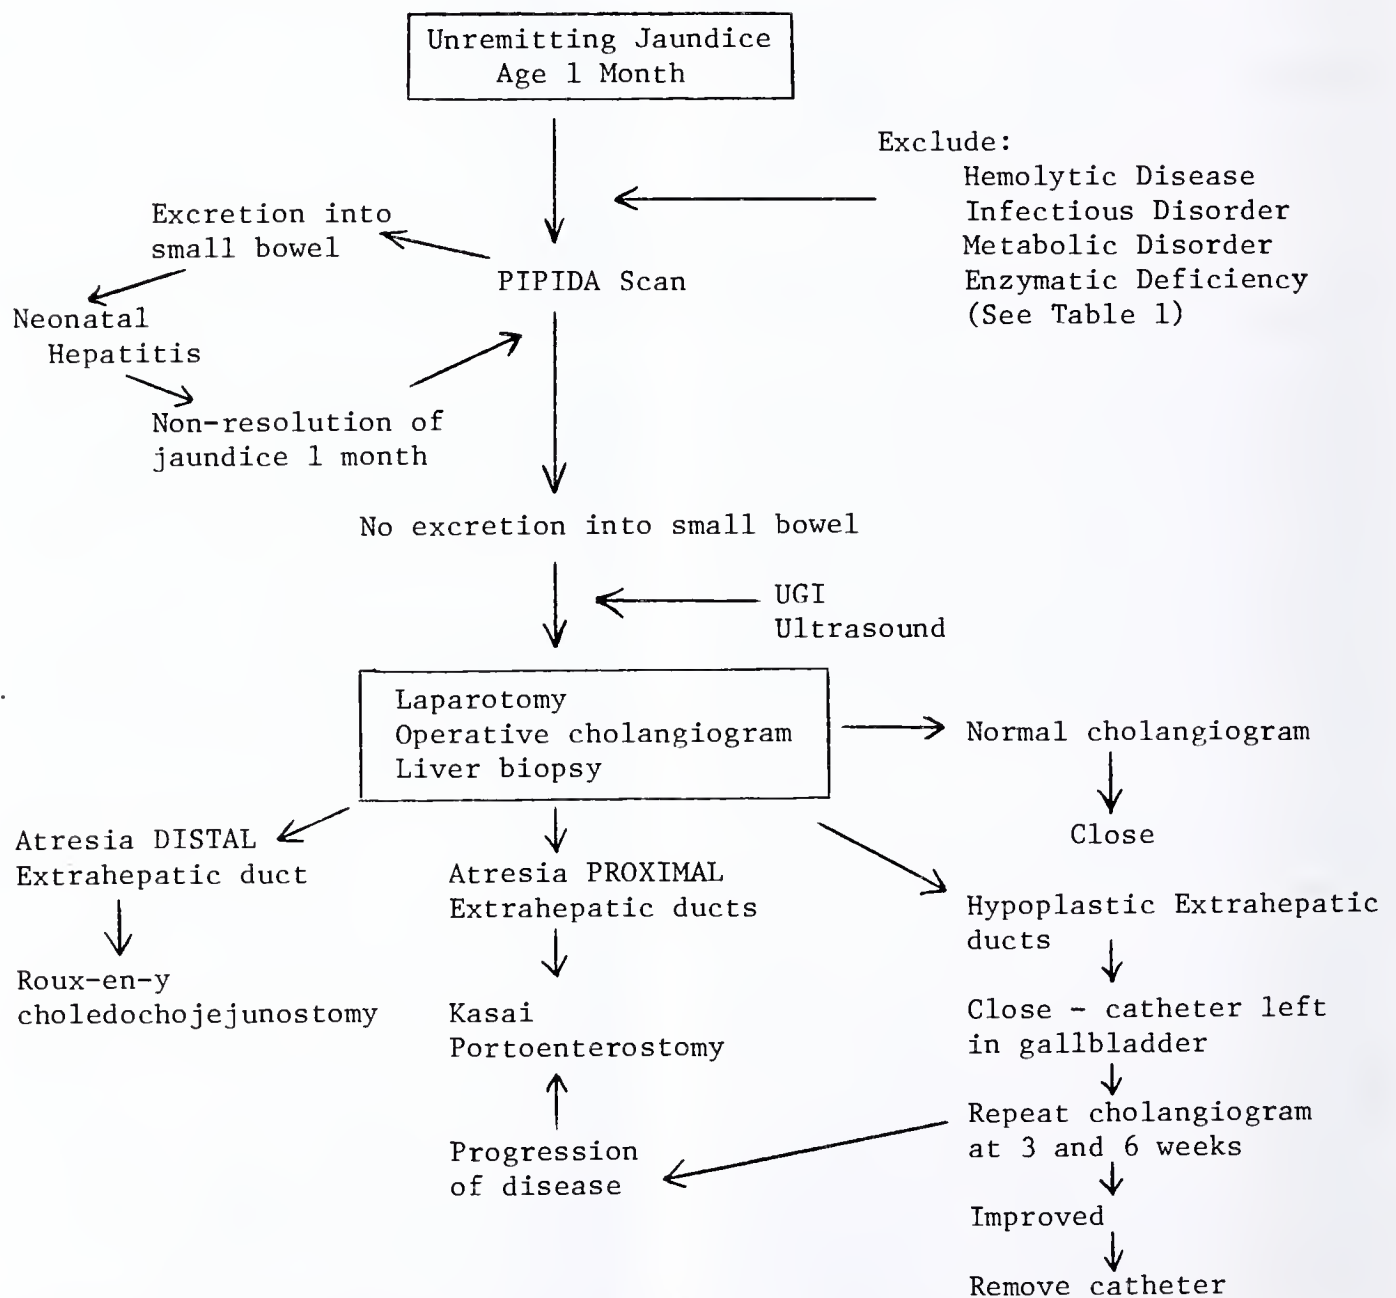 Unremitting Jaundice
Age 1 Month
Exclude:
Hemolytic Disease
Infectious Disorder
Metabolic Disorder
Enzymatic Deficiency
(See Table 1)
Excretion into
small bowel
PIPIDA Scan
Neonatal
Hepatitis
Non-resolution of
jaundice 1 month
No excretion into small bowel
UGI
Ultrasound
Laparotomy
Operative cholangiogram
Liver biopsy
Normal cholangiogram
Close
Atresia DISTAL
Extrahepatic duct
Roux-en-y
choledochojejunostomy
Atresia PROXIMAL
Extrahepatic ducts
Kasai
Portoenterostomy
Progression
of disease
Hypoplastic Extrahepatic
ducts
Close - catheter left
in gallbladder
Repeat cholangiogram
at 3 and 6 weeks
Improved
Remove catheter